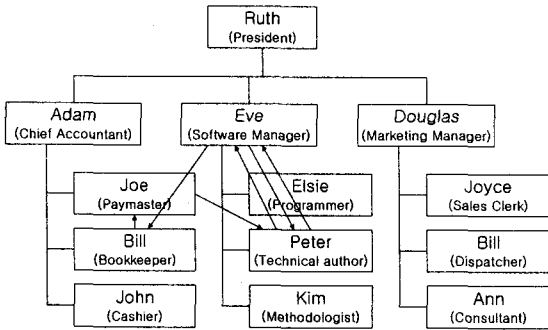 Ruth
(President)
Adam
(Chief Accountant)
Eve
(Software Manager)
Douglas
(Marketing Manager)
Joe
(Paymaster)
Elsie
(Programmer)
Joyce
(Sales Clerk)
Bill
(Bookkeeper)
Peter
(Technical author)
Bill
(Dispatcher)
John
(Cashier)
Kim
(Methodologist)
Ann
(Consultant)